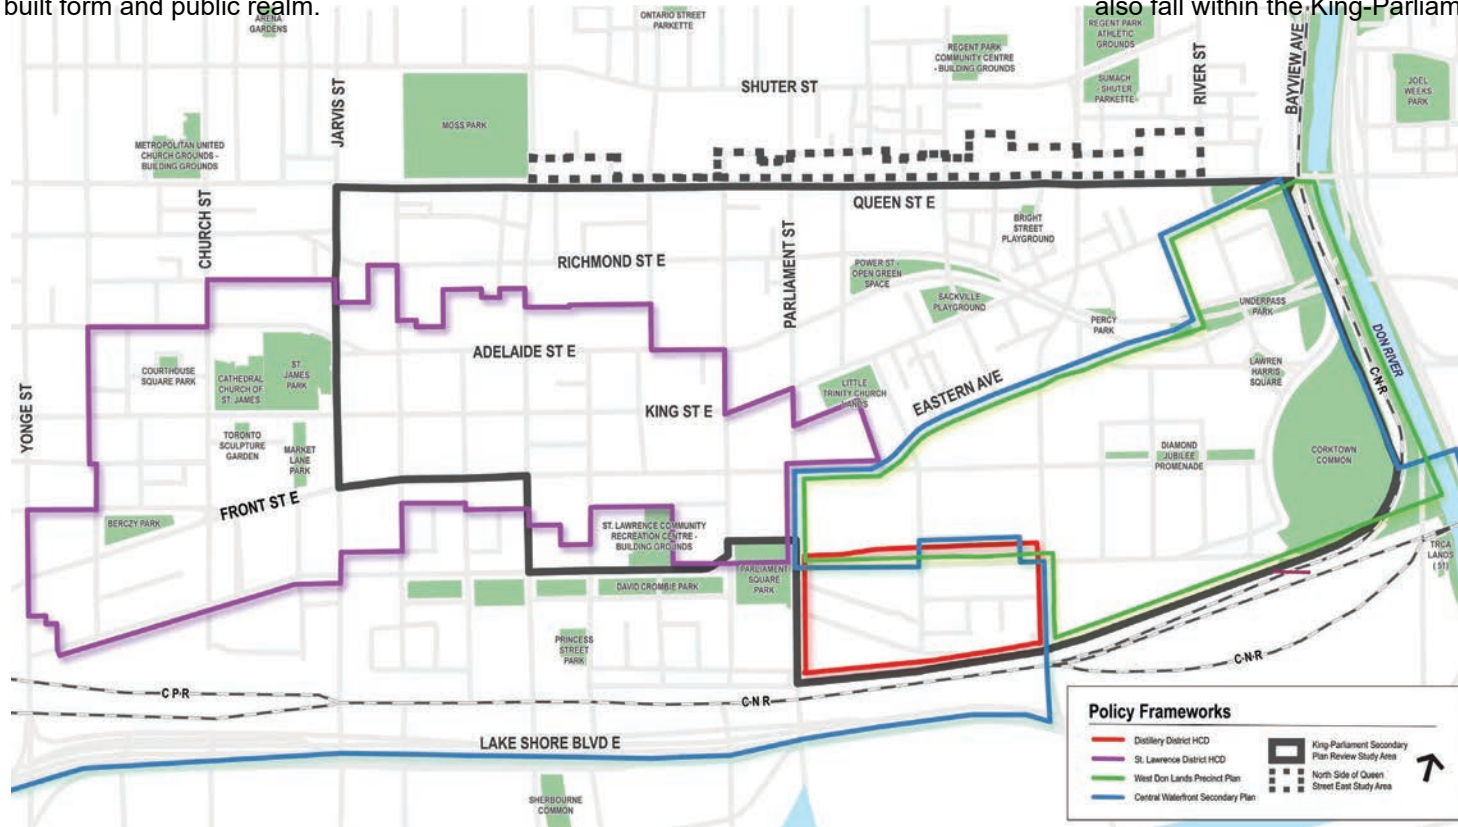 built form and public realm.
also fall within the King-Parliam
ARENA
GARDENS
ONTARIO STREET
PARKETTE
REGENT PARK
ATHLETIC
GROUNDS
REGENT PARK
COMMUNITY CENTRE
- BUILDING GROUNDS
SUMACH
- SHUTER
PARKETTE
RIVER ST
BAYVIEW AVE
JOEL
WEEKS
PARK
JARVIS ST
SHUTER ST
MOSS PARK
METROPOLITAN UNITED
CHURCH GROUNDS -
BUILDING GROUNDS
CHURCH ST
QUEEN ST E
PARLIAMENT ST
BRIGHT
STREET
PLAYGROUND
RICHMOND ST E
POWER ST -
OPEN GREEN
SPACE
SACKVILLE
PLAYGROUND
PERCY
PARK
UNDERPASS
PARK
DON RIVER
C-N-R
ADELAIDE ST E
COURTHOUSE
SQUARE PARK
CATHEDRAL
CHURCH OF
ST. JAMES
ST.
JAMES
PARK
LITTLE
TRINITY CHURCH
LANDS
EASTERN AVE
LAWREN
HARRIS
SQUARE
YONGE ST
KING ST E
TORONTO
SCULPTURE
GARDEN
MARKET
LANE
PARK
DIAMOND
JUBILEE
PROMENADE
CORKTOWN
COMMON
FRONT ST E
BERCZY PARK
ST. LAWRENCE COMMUNITY
RECREATION CENTRE -
BUILDING GROUNDS
TRCA
LANDS
( 51)
DAVID CROMBIE PARK
PARLIAMENT
SQUARE
PARK
PRINCESS
STREET
PARK
C-N-R
C P R
C-N-R
LAKE SHORE BLVD E
SHERBOURNE
COMMON
Policy Frameworks
Distillery District HCD
St. Lawrence District HCD
West Don Lands Precinct Plan
Central Waterfront Secondary Plan
King-Parliament Secondary
Plan Review Study Area
North Side of Queen
Street East Study Area